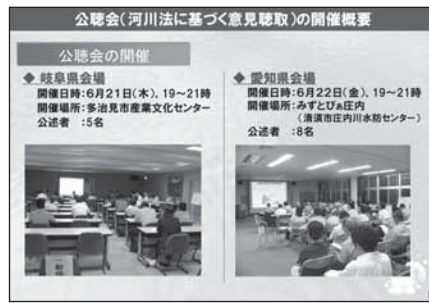 公聴会(河川法に基づく意見聴取)の開催概要
公聴会の開催
◆ 岐阜県会場
開催日時:6月21日(木)、19～21時
開催場所:多治見市産業文化センター
公述者 :5名
◆ 愛知県会場
開催日時:6月22日(金)、19～21時
開催場所:みずとぴぁ庄内
(清須市庄内川水防センター)
公述者 :8名